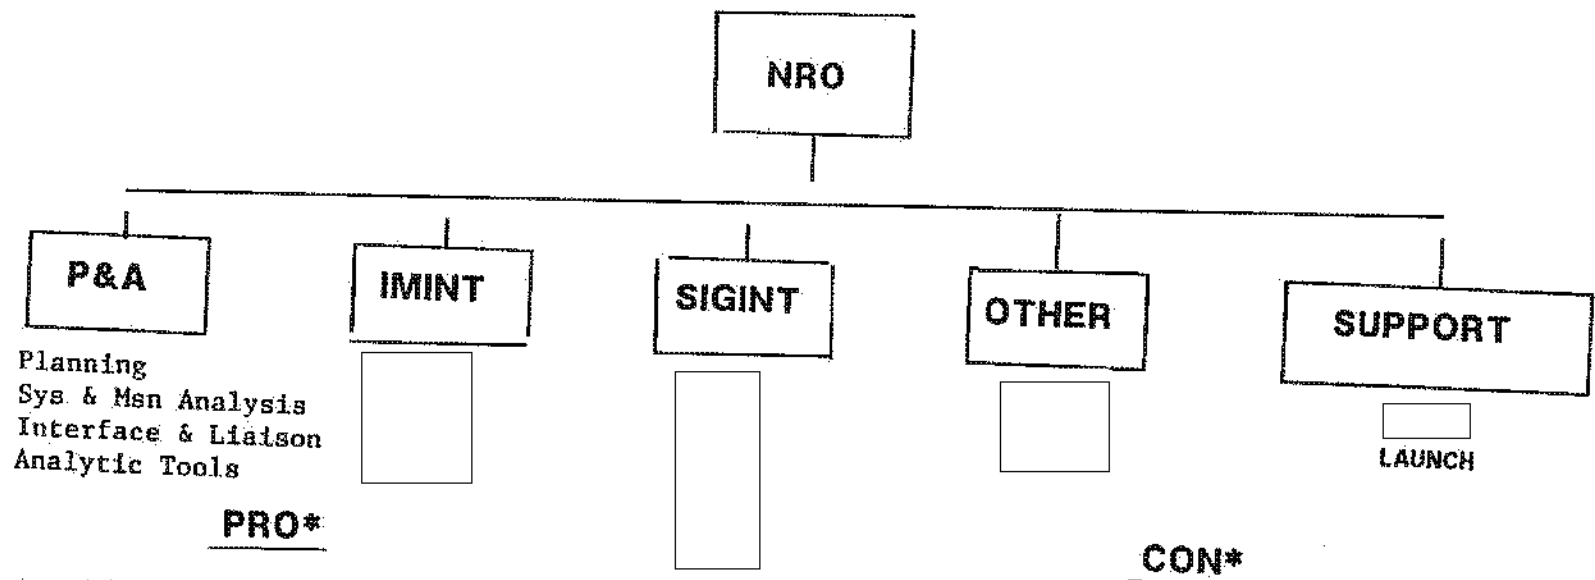 NRO
P&A
IMINT
SIGINT
OTHER
SUPPORT
Planning
Sys & Msn Analysis
Interface & Liaison
Analytic Tools
LAUNCH
PRO*
CON*